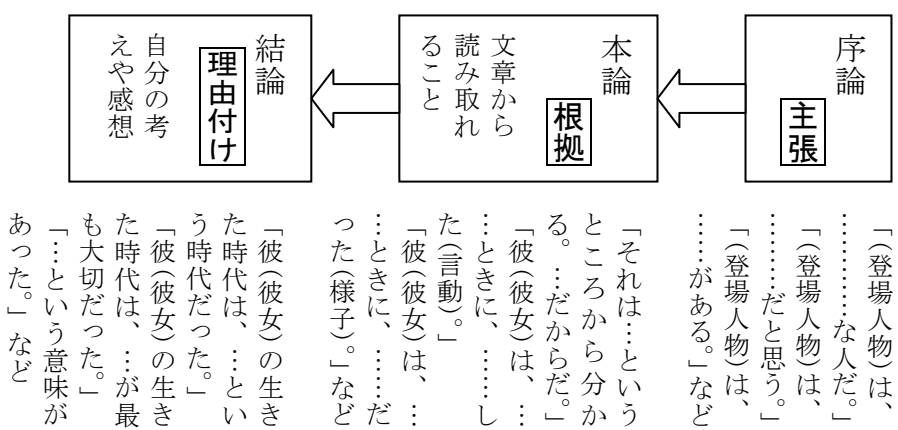 序論
主張
本論
根拠
文章から
読み取れ
ること
結論
理由付け
自分の考
えや感想
「(登場人物)は、
…………な人だ。」
「(登場人物)は、
………だと思う。」
「(登場人物)は、
……がある。」など
「それは…という
ところから分か
る。…だからだ。」
「彼(彼女)は、…
…ときに、……し
た(言動)。」
「彼(彼女)は、…
…ときに、……だ
った(様子)。」など
「彼(彼女)の生き
た時代は、…とい
う時代だった。」
「彼(彼女)の生き
た時代は、…が最
も大切だった。」
「…という意味が
あった。」など